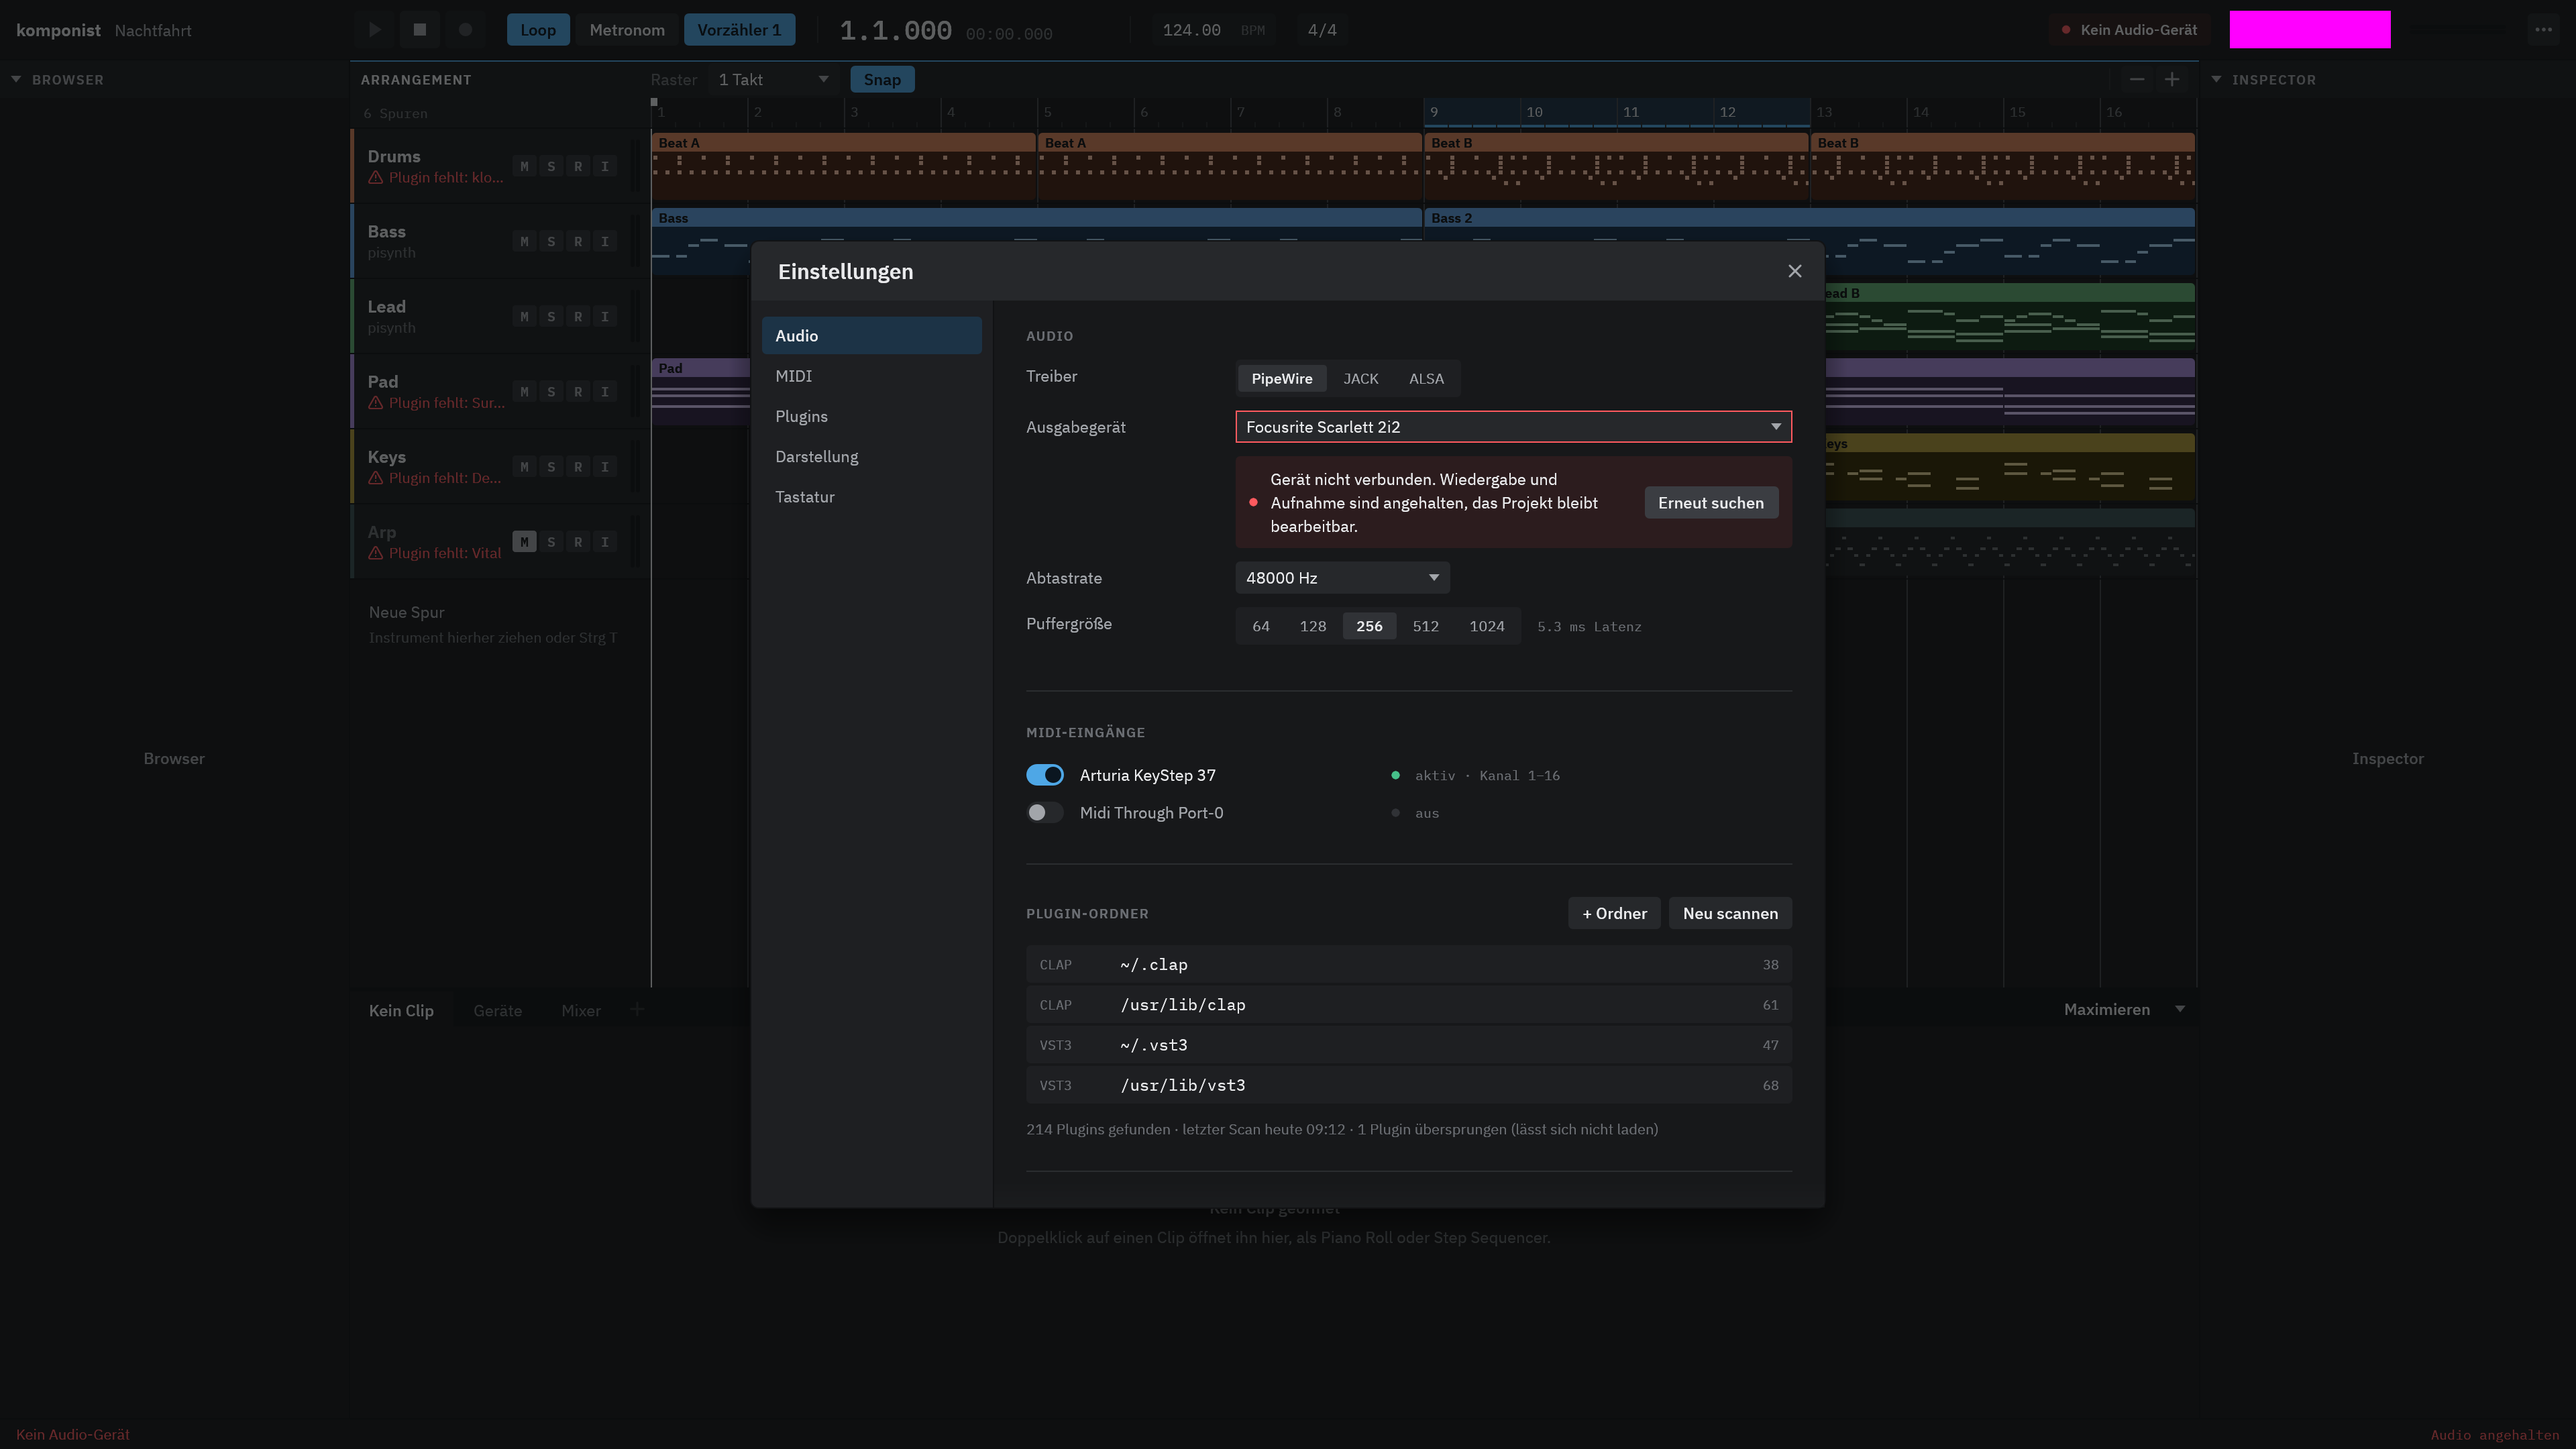 komponist Nachtfahrt Loop Metronom Vorzähler 1 1.1.000 00:00.000 124.00 BPM 4/4 Kein Audio-Gerät
BROWSER ARRANGEMENT Raster 1 Takt Snap INSPECTOR
6 Spuren 1 2 3 4 5 6 7 8 9 10 11 12 13 14 15 16
Beat A Beat A Beat B Beat B
Drums M S R I
Plugin fehlt: klo...
Bass Bass 2
Bass M S R I
pisynth
Einstellungen
ead B
Lead M S R I
pisynth
Pad
Pad M S R I
Plugin fehlt: Sur...
eys
Keys M S R I
Plugin fehlt: De...
Arp M S R I
Plugin fehlt: Vital
Neue Spur
Instrument hierher ziehen oder Strg T
Audio
MIDI
Plugins
Darstellung
Tastatur
AUDIO
Treiber PipeWire JACK ALSA
Ausgabegerät Focusrite Scarlett 2i2
Gerät nicht verbunden. Wiedergabe und
Aufnahme sind angehalten, das Projekt bleibt
bearbeitbar.
Erneut suchen
Abtastrate 48000 Hz
Puffergröße 64 128 256 512 1024 5.3 ms Latenz
MIDI-EINGÄNGE
Arturia KeyStep 37 aktiv · Kanal 1–16
Midi Through Port-0 aus
PLUGIN-ORDNER + Ordner Neu scannen
CLAP ~/.clap 38
CLAP /usr/lib/clap 61
VST3 ~/.vst3 47
VST3 /usr/lib/vst3 68
214 Plugins gefunden · letzter Scan heute 09:12 · 1 Plugin übersprungen (lässt sich nicht laden)
Browser
Inspector
Kein Clip Geräte Mixer Maximieren
Kein Clip geöffnet
Doppelklick auf einen Clip öffnet ihn hier, als Piano Roll oder Step Sequencer.
Kein Audio-Gerät Audio angehalten